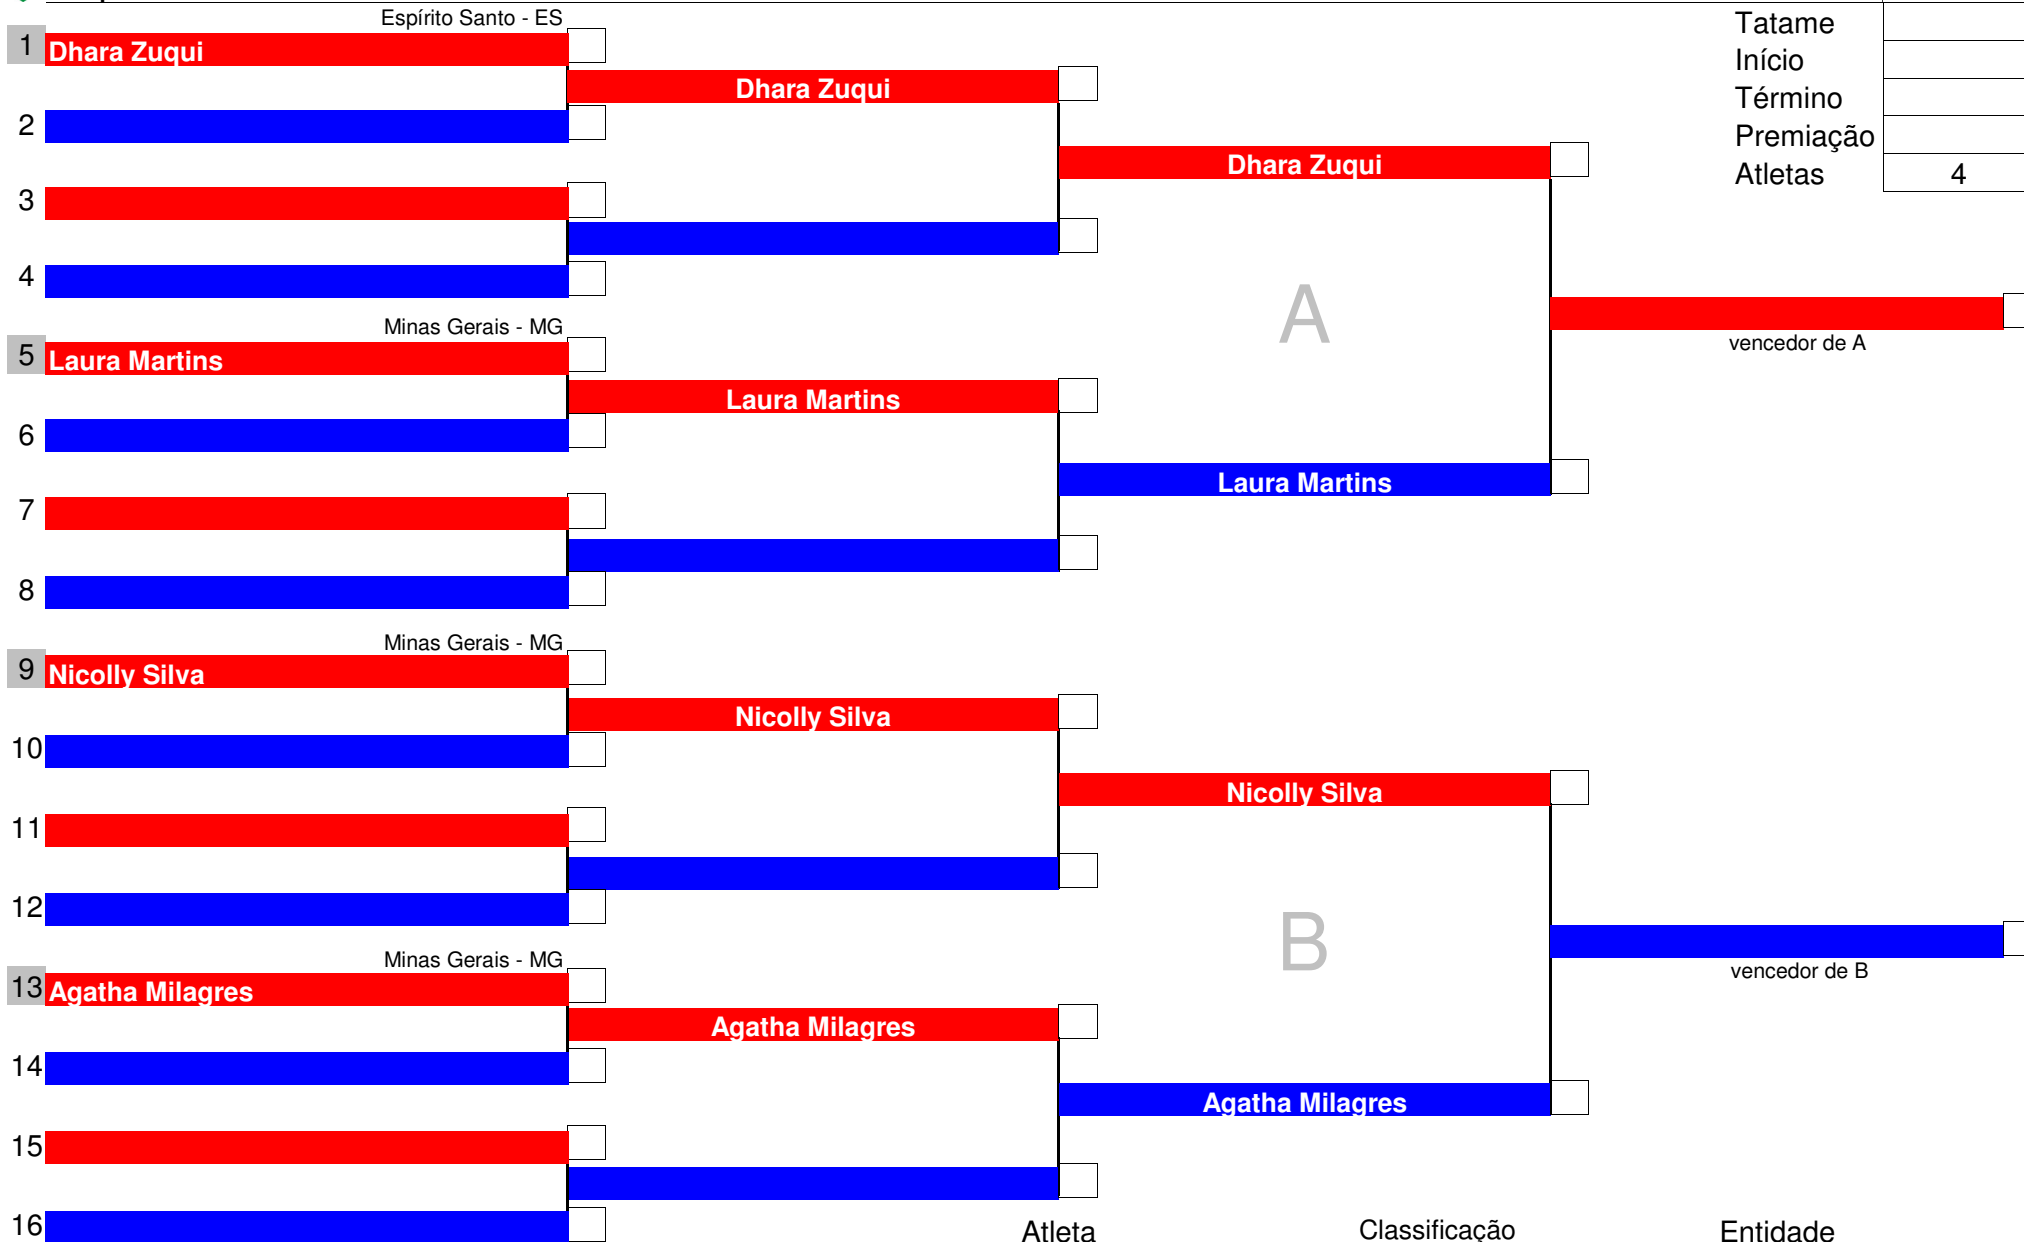 Espírito Santo - ES
Tatame
1 Dhara Zuqui
Início
Dhara Zuqui
Término
2
Premiação
Dhara Zuqui
Atletas 4
3
4
A
Minas Gerais - MG
vencedor de A
5 Laura Martins
Laura Martins
6
Laura Martins
7
8
Minas Gerais - MG
9 Nicolly Silva
Nicolly Silva
10
Nicolly Silva
11
12
B
Minas Gerais - MG
vencedor de B
13 Agatha Milagres
Agatha Milagres
14
Agatha Milagres
15
16
Atleta Classificação Entidade